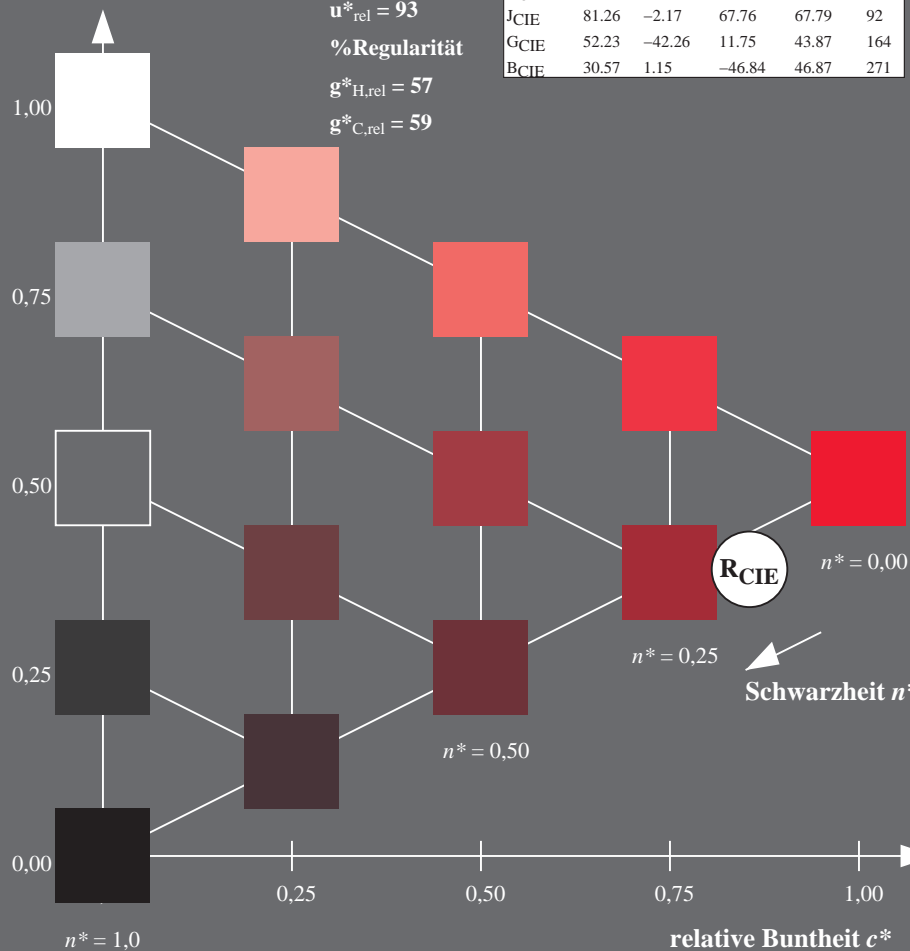 u*rel = 93
%Regularität
g*H,rel = 57
g*C,rel = 59
JCIE 81.26 −2.17 67.76 67.79 92
GCIE 52.23 −42.26 11.75 43.87 164
BCIE 30.57 1.15 −46.84 46.87 271
1,00
0,75
0,50
0,25
0,00
RCIE
n* = 0,00
n* = 0,25
Schwarzheit n*
n* = 0,50
0,25 0,50 0,75 1,00
n* = 1,0
relative Buntheit c*